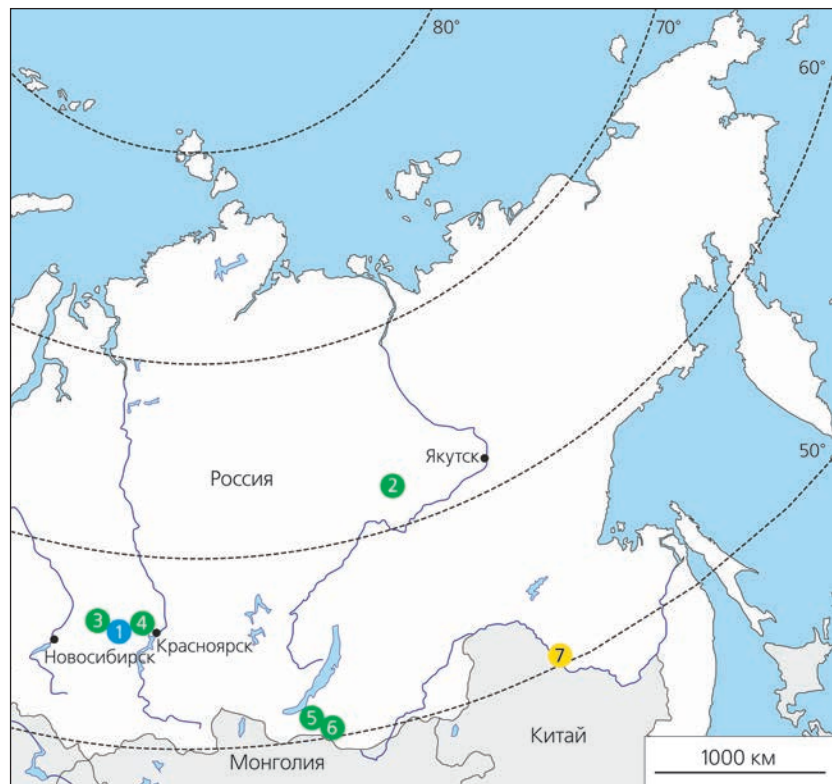 80°
70°
60°
Якутск
Россия
2
50°
3
1
4
Новосибирск
Красноярск
7
5
6
Китай
Монголия
1000 км